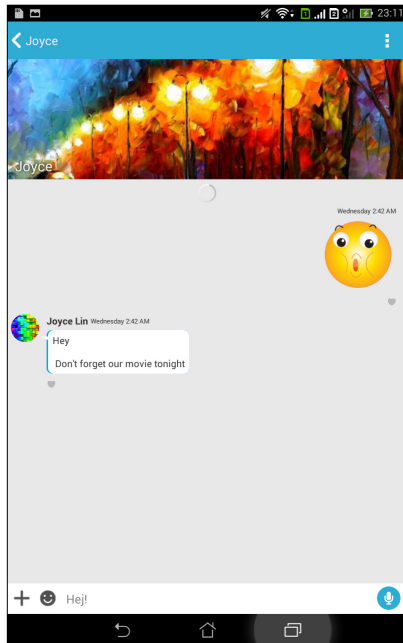 23:11
Joyce
Joyce
Wednesday 2:42 AM
Joyce Lin Wednesday 2:42 AM
Hey
Don't forget our movie tonight
Hej!